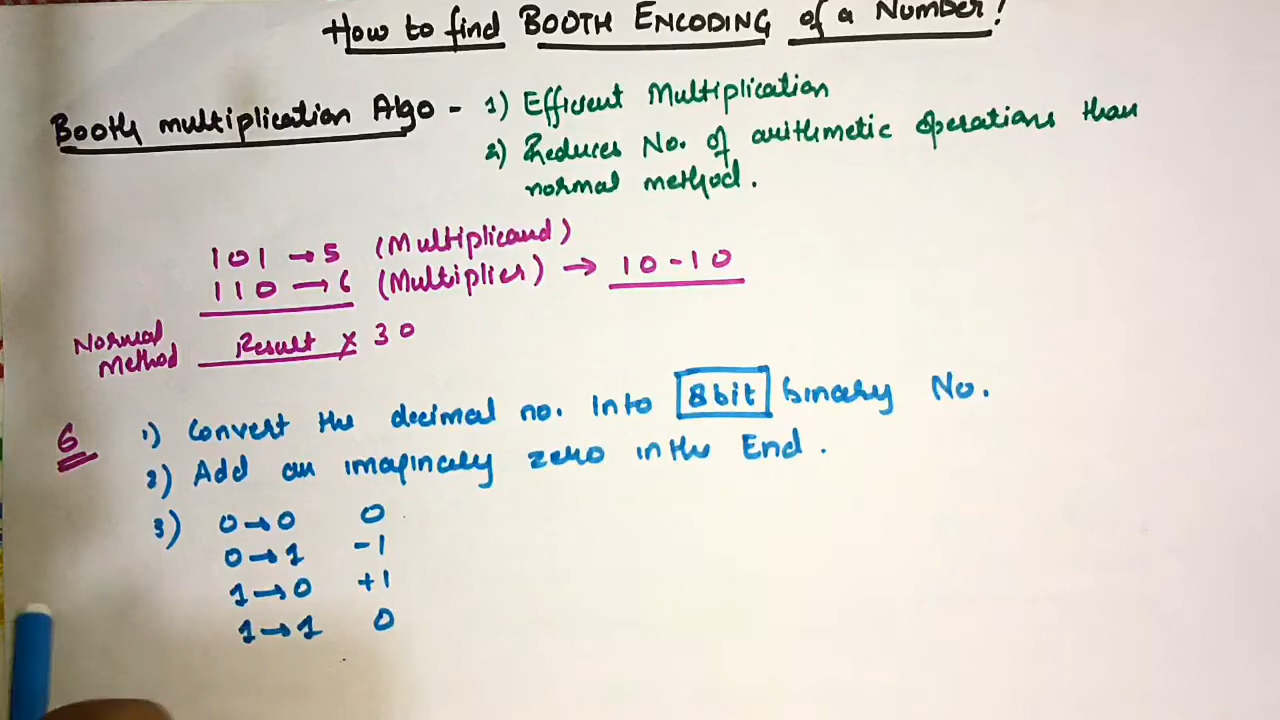 How to find BOOTH ENCODING of a NumbeR!
Booth multiplication Algo - 1) Efficient Multiplication
2) Reduces No. of arithmetic operations than
normal method.
101 → 5 (Multiplicand)
110 → 6 (Multiplier) → 10-10
Normal Method Result X 30
6 1) Convert the decimal no. into 8bit binary No.
2) Add an imaginary zero in the End.
3) 0→0 0
0→1 -1
1→0 +1
1→1 0